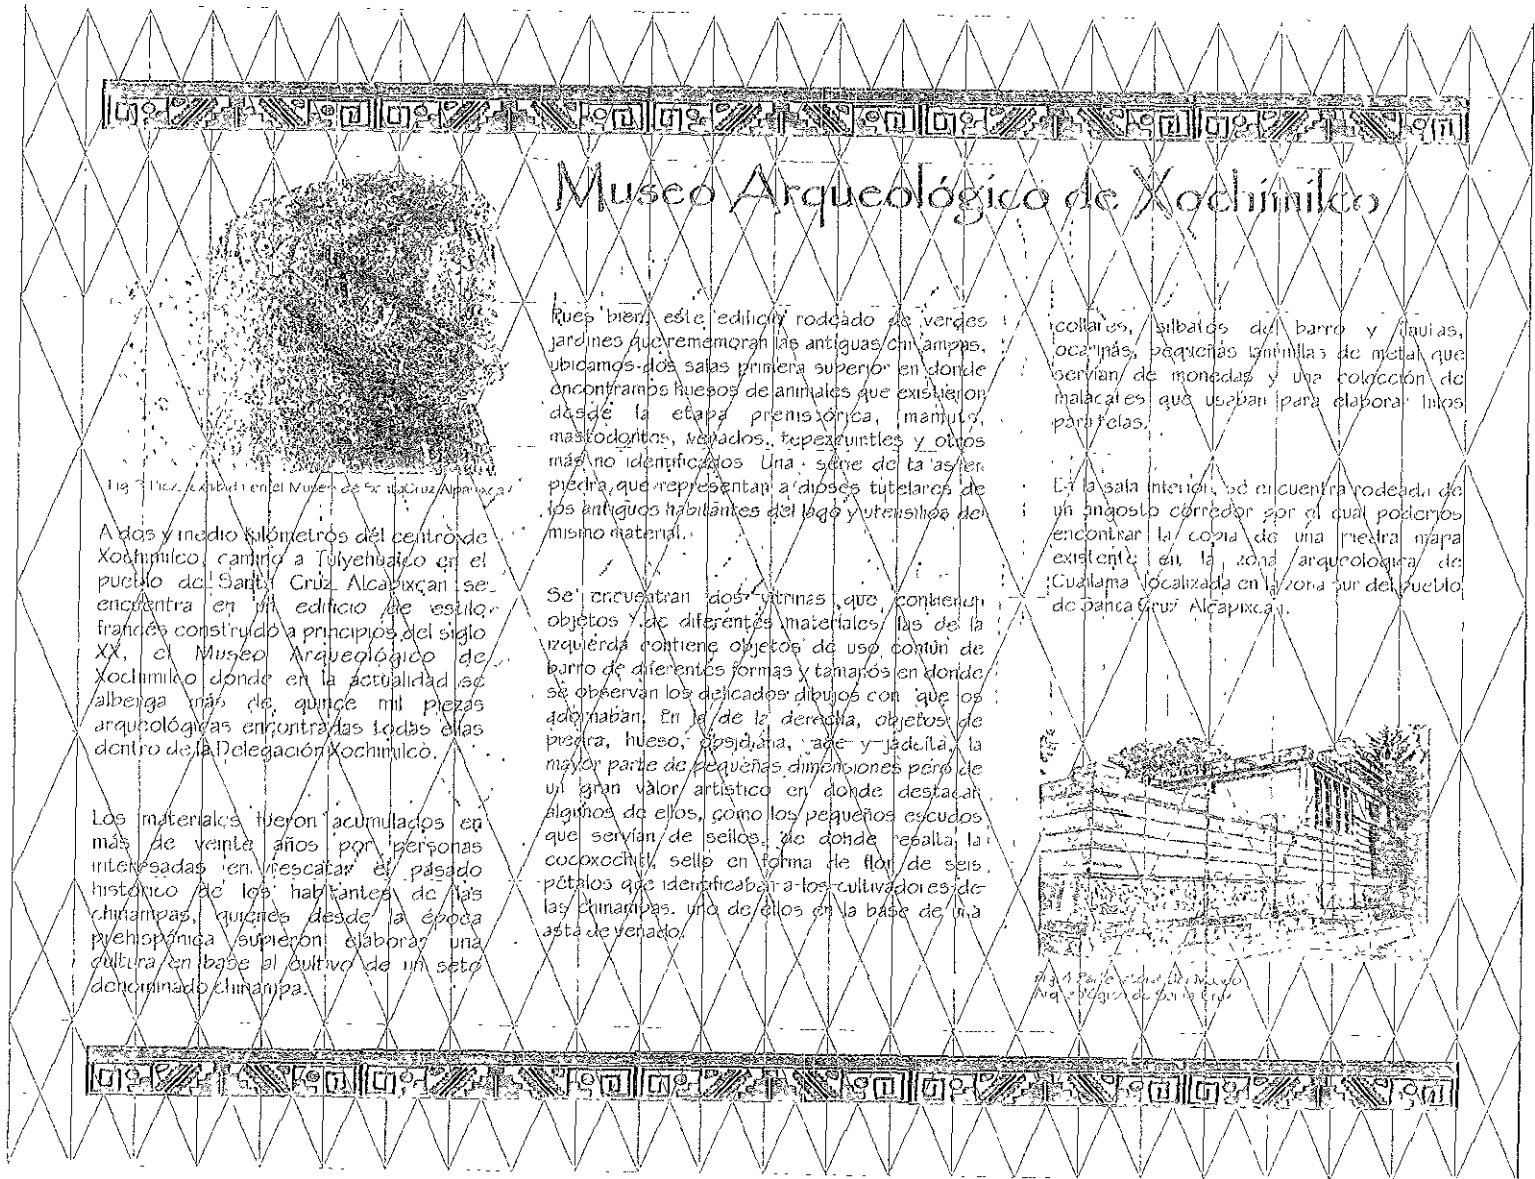 Museo Arqueológico de Xochimilco
en el Museo de Cruz
A dos y medio kilómetros del centro de
Xochimilco, camino a Tulyehualco en el
pueblo de Santa Cruz Alcapixcan se
encuentra en un edificio de estilo
francés construido a principios del siglo
XX, el Museo Arqueológico de
Xochimilco donde en la actualidad se
alberga más de quince mil piezas
arqueológicas encontradas todas ellas
dentro de la Delegación Xochimilco.
Los materiales fueron acumulados en
más de veinte años por personas
interesadas en rescatar el pasado
histórico de los habitantes de las
chinampas, quienes desde la época
prehispánica supieron elaborar una
cultura en base al cultivo de un seto
denominado chinampa.
Pues bien, este edificio rodeado de verdes
jardines que rememoran las antiguas chinampas,
ubicamos dos salas primera superior en donde
encontramos huesos de animales que existieron
desde la etapa prehistórica, mamuts,
mastodontes, venados, tepezcuintles y otros
más no identificados. Una serie de tallas en
piedra que representan a dioses tutelares de
los antiguos habitantes del lago y utensilios del
mismo material.
Se encuentran dos vitrinas que contienen
objetos de diferentes materiales, las de la
izquierda contiene objetos de uso común de
barro de diferentes formas y tamaños en donde
se observan los delicados dibujos con que los
adornaban. En la de la derecha, objetos de
piedra, hueso, obsidiana, jade y jadeíta, la
mayor parte de pequeñas dimensiones pero de
un gran valor artístico en donde destacan
algunos de ellos, como los pequeños escudos
que servían de sellos, de donde resalta la
cocoxochitl, sello en forma de flor de seis
pétalos que identificaban a los cultivadores de
las chinampas, uno de ellos en la base de una
asta de venado.
collares, silbatos del barro y flautas,
ocarinas, pequeñas laminillas de metal que
servían de monedas y una colección de
malacates que usaban para elaborar hilos
para telas.
En la sala interior, se encuentra rodeada de
un angosto corredor por el cual podemos
encontrar la copia de una piedra mapa
existente en la zona arqueologica de
Cuailama localizada en la zona sur del pueblo
de Santa Cruz Alcapixcan.